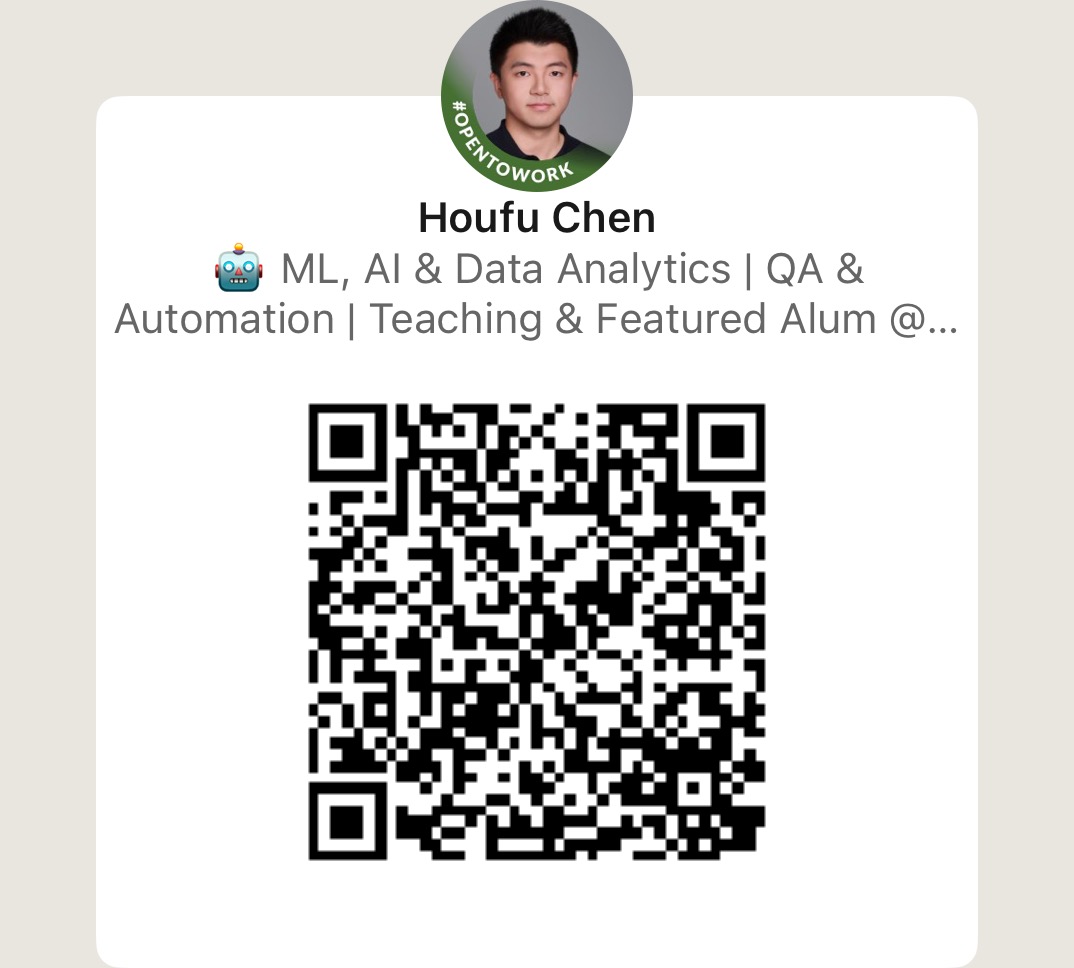 #OPENTOWORK
Houfu Chen
🤖 ML, AI & Data Analytics | QA &
Automation | Teaching & Featured Alum @...